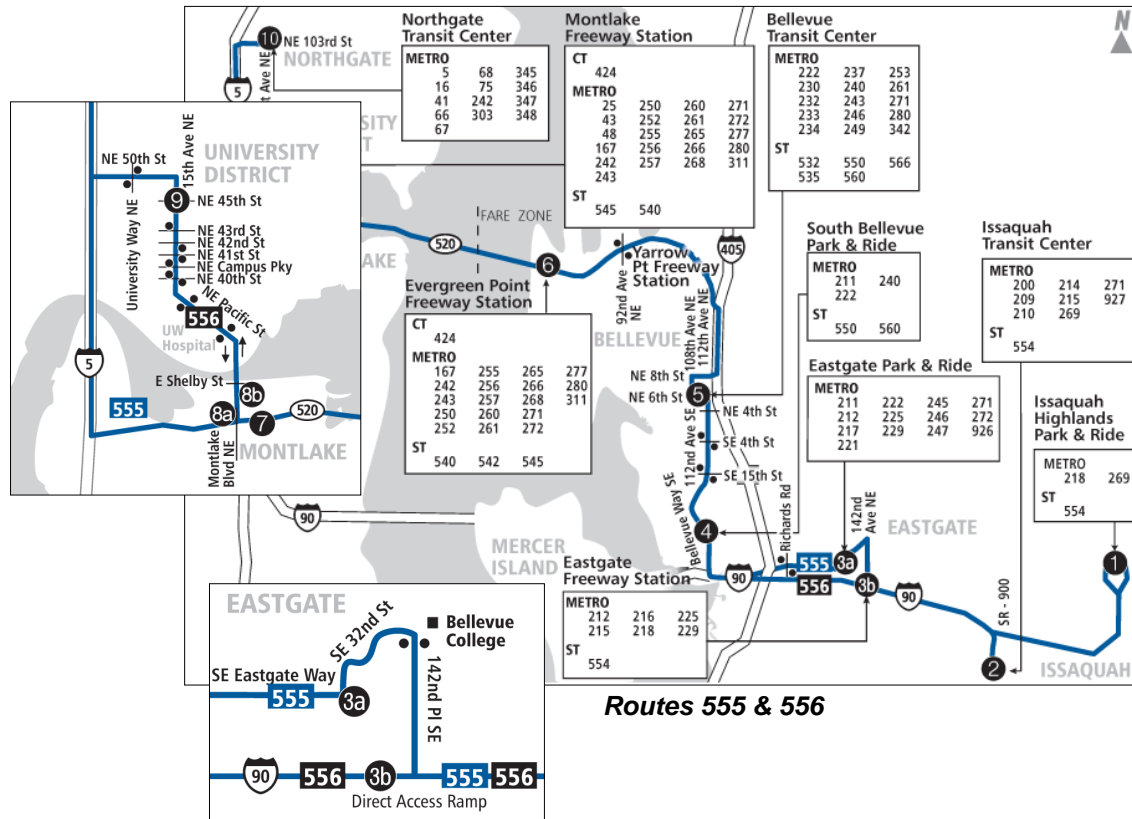 Northgate
Transit Center
METRO
5 68 345
16 75 346
41 242 347
66 303 348
67
Montlake
Freeway Station
CT
424
METRO
25 250 260 271
43 252 261 272
48 255 265 277
167 256 266 280
242 257 268 311
243
ST
545 540
Bellevue
Transit Center
METRO
222 237 253
230 240 261
232 243 271
233 246 280
234 249 342
ST
532 550 566
535 560
N
10
NE 103rd St
NORTHGATE
t Ave NE
5
SITY
T
NE 50th St
15th Ave NE
UNIVERSITY
DISTRICT
9
NE 45th St
University Way NE
NE 43rd St
NE 42nd St
NE 41st St
NE Campus Pky
NE 40th St
NE Pacific St
556
UW
Hospital
E Shelby St
5
555
8a
8b
7
520
Montlake
Blvd NE
MONTLAKE
FARE ZONE
520
AKE
6
92nd Ave
NE
Yarrow
Pt Freeway
Station
405
Evergreen Point
Freeway Station
CT
424
METRO
167 255 265 277
242 256 266 280
243 257 268 311
250 260 271
252 261 272
ST
540 542 545
BELLEVUE
108th Ave NE
112th Ave NE
NE 8th St
5
NE 6th St
NE 4th St
SE 4th St
112nd Ave SE
SE 15th St
Bellevue Way SE
4
South Bellevue
Park & Ride
METRO
211 240
222
ST
550 560
Issaquah
Transit Center
METRO
200 214 271
209 215 927
210 269
ST
554
Eastgate Park & Ride
METRO
211 222 245 271
212 225 246 272
217 229 247 926
221
Issaquah
Highlands
Park & Ride
METRO
218 269
ST
554
Richards Rd
142nd
Ave NE
EASTGATE
90
MERCER
ISLAND
Eastgate
Freeway Station
METRO
212 216 225
215 218 229
ST
554
90
555
556
3a
3b
90
SR - 900
1
2
ISSAQUAH
Routes 555 & 556
EASTGATE
SE 32nd St
Bellevue
College
SE Eastgate Way
555
3a
142nd Pl SE
90
556
3b
555
556
Direct Access Ramp